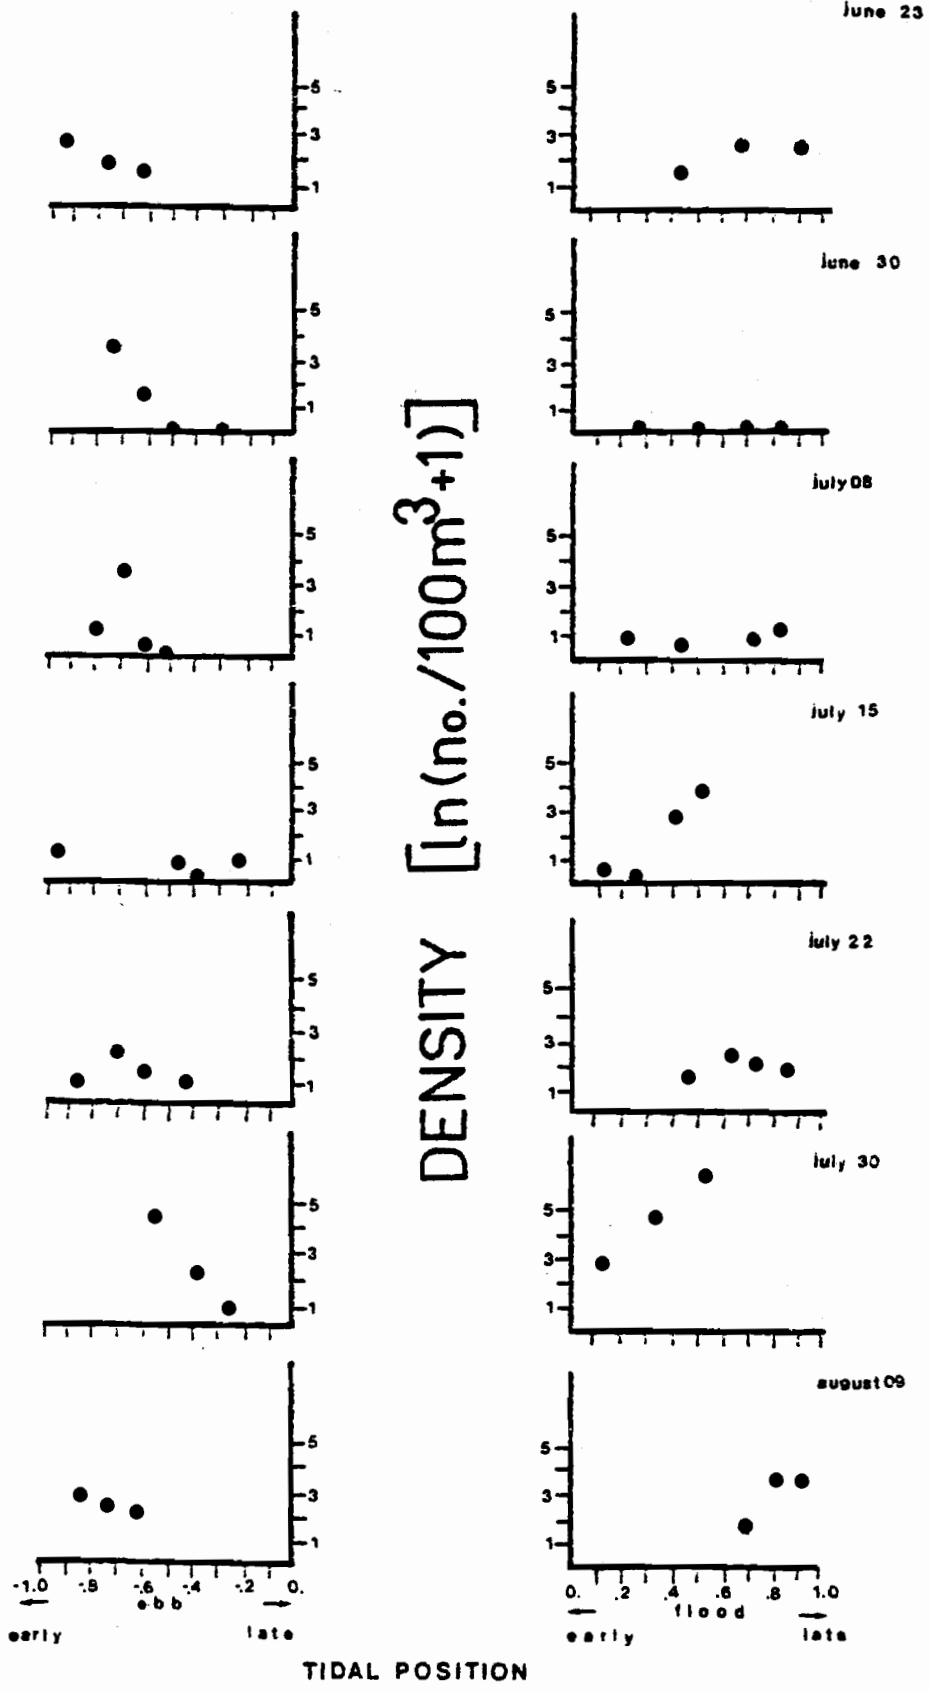 june 23
5 5
3 3
1 1
june 30
5 5
3 3
1 1
july 08
5 5
3 3
1 1
july 15
5 5
3 3
1 1
july 22
5 5
3 3
1 1
july 30
5 5
3 3
1 1
august 09
5 5
3 3
1 1
DENSITY [ln(no./100m³+1)]
-1.0 -.8 -.6 -.4 -.2 0. 0. .2 .4 .6 .8 1.0
ebb flood
early late early late
TIDAL POSITION